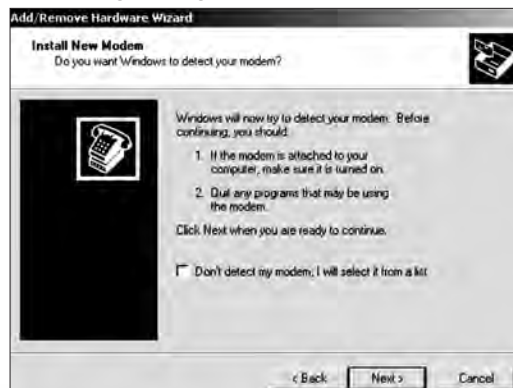 Add/Remove Hardware Wizard
Install New Modem
Do you want Windows to detect your modem?
Windows will now try to detect your modem. Before
continuing, you should:
1. If the modem is attached to your
computer, make sure it is turned on.
2. Quit any programs that may be using
the modem.
Click Next when you are ready to continue.
Don't detect my modem; I will select it from a list
< Back
Next >
Cancel